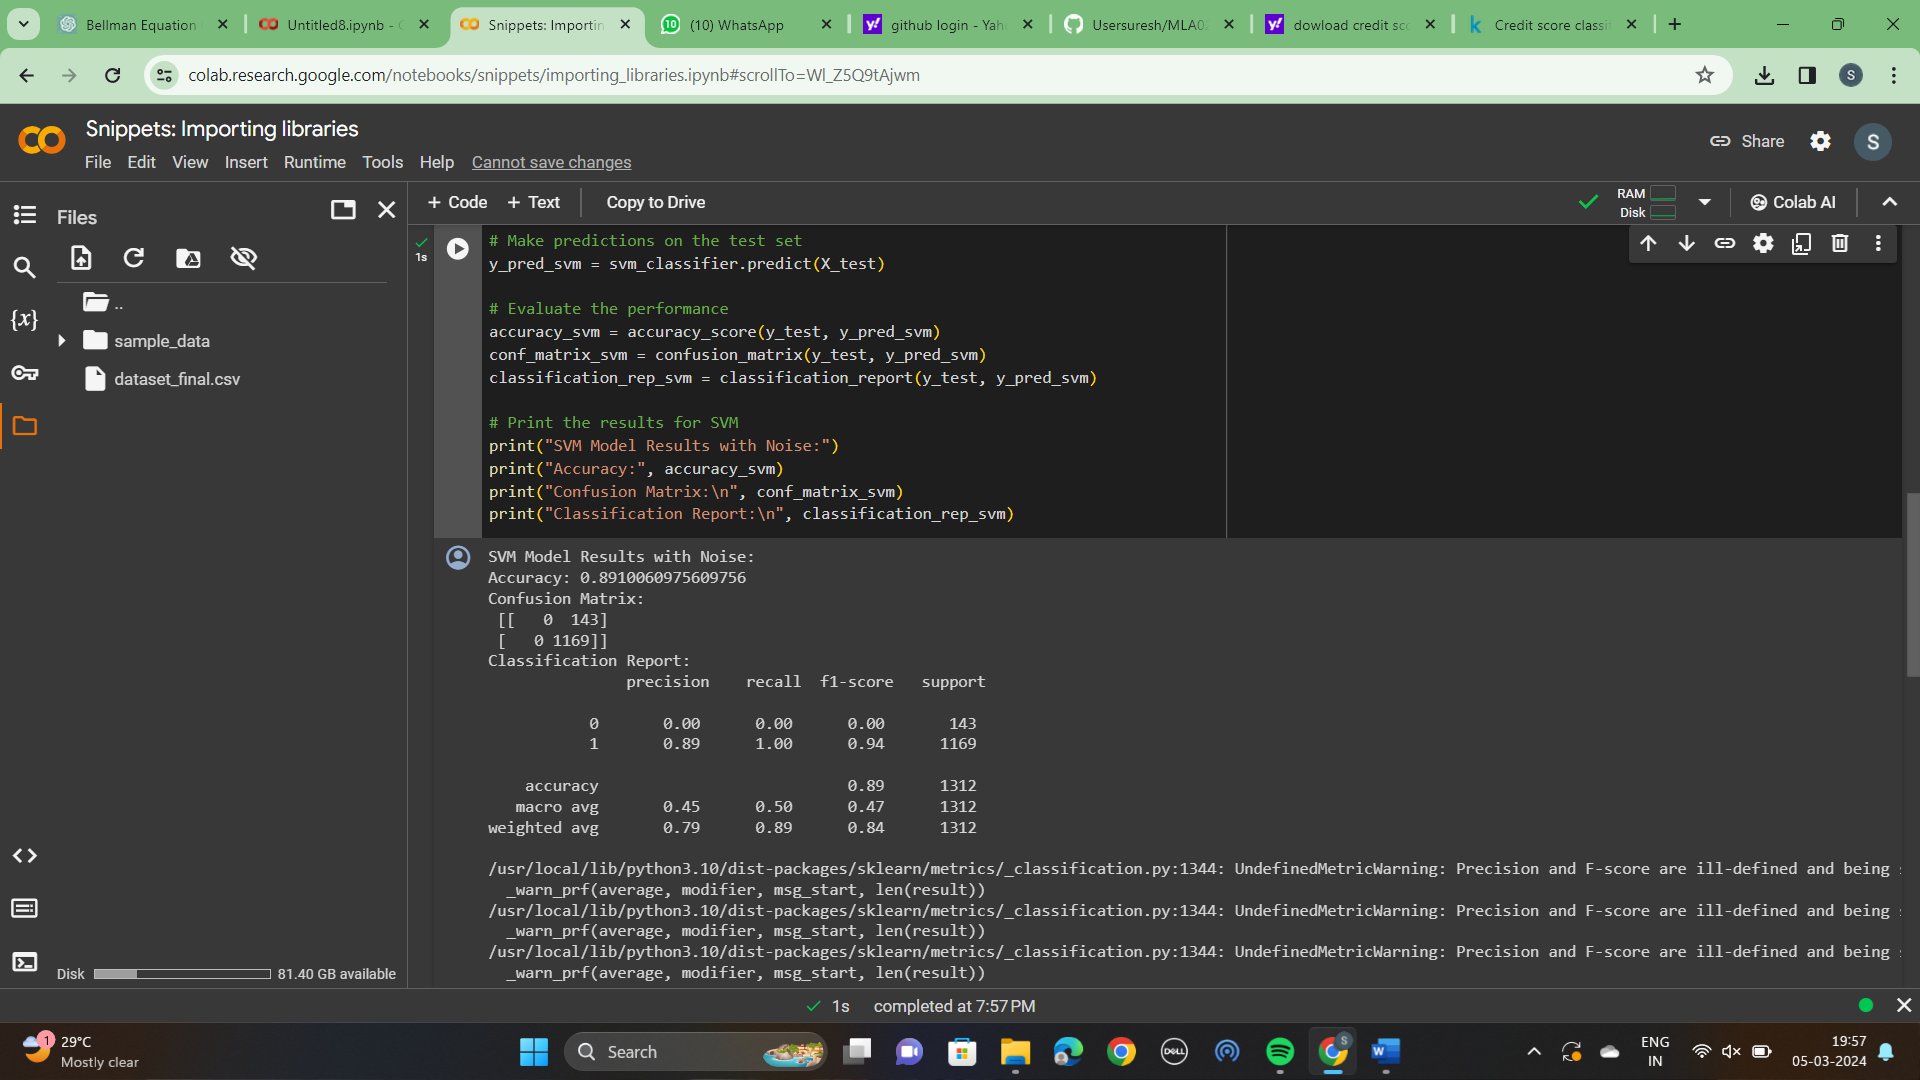 Bellman Equation
Untitled8.ipynb - 
Snippets: Importin
(10) WhatsApp
github login - Yah
Usersuresh/MLA0
dowload credit sco
Credit score classif
colab.research.google.com/notebooks/snippets/importing_libraries.ipynb#scrollTo=Wl_Z5Q9tAjwm
S
Snippets: Importing libraries
File Edit View Insert Runtime Tools Help Cannot save changes
Share
S
Files
+ Code + Text Copy to Drive
RAM
Disk
Colab AI
..
sample_data
dataset_final.csv
{x}
1s
# Make predictions on the test set
y_pred_svm = svm_classifier.predict(X_test)
# Evaluate the performance
accuracy_svm = accuracy_score(y_test, y_pred_svm)
conf_matrix_svm = confusion_matrix(y_test, y_pred_svm)
classification_rep_svm = classification_report(y_test, y_pred_svm)
# Print the results for SVM
print("SVM Model Results with Noise:")
print("Accuracy:", accuracy_svm)
print("Confusion Matrix:\n", conf_matrix_svm)
print("Classification Report:\n", classification_rep_svm)
SVM Model Results with Noise:
Accuracy: 0.8910060975609756
Confusion Matrix:
[[ 0 143]
[ 0 1169]]
Classification Report:
precision recall f1-score support
0 0.00 0.00 0.00 143
1 0.89 1.00 0.94 1169
accuracy 0.89 1312
macro avg 0.45 0.50 0.47 1312
weighted avg 0.79 0.89 0.84 1312
/usr/local/lib/python3.10/dist-packages/sklearn/metrics/_classification.py:1344: UndefinedMetricWarning: Precision and F-score are ill-defined and being
_warn_prf(average, modifier, msg_start, len(result))
/usr/local/lib/python3.10/dist-packages/sklearn/metrics/_classification.py:1344: UndefinedMetricWarning: Precision and F-score are ill-defined and being
_warn_prf(average, modifier, msg_start, len(result))
/usr/local/lib/python3.10/dist-packages/sklearn/metrics/_classification.py:1344: UndefinedMetricWarning: Precision and F-score are ill-defined and being
_warn_prf(average, modifier, msg_start, len(result))
Disk 81.40 GB available
1s completed at 7:57 PM
1
29°C
Mostly clear
Search
DELL
S
W
ENG
IN
19:57
05-03-2024